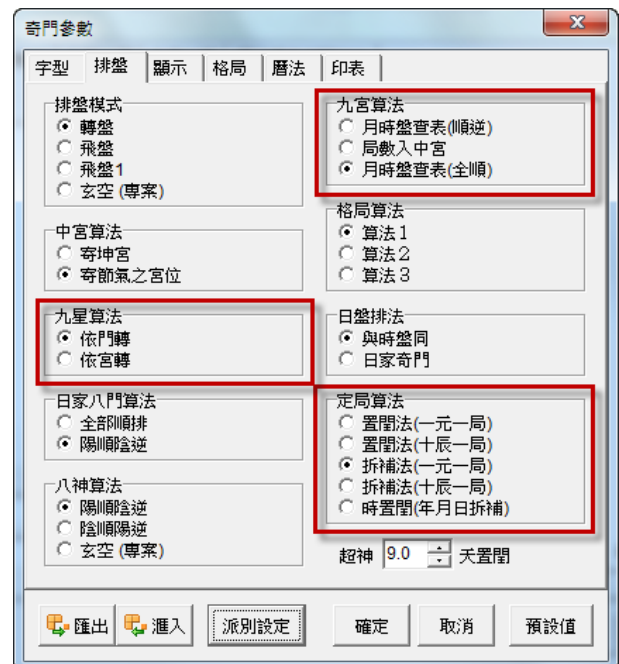 奇門參數
字型 排盤 顯示 格局 曆法 印表
排盤模式
轉盤
飛盤
飛盤1
玄空 (專案)
中宮算法
寄坤宮
寄節氣之宮位
九星算法
依門轉
依宮轉
日家八門算法
全部順排
陽順陰逆
八神算法
陽順陰逆
陰順陽逆
玄空 (專案)
九宮算法
月時盤查表(順逆)
局數入中宮
月時盤查表(全順)
格局算法
算法1
算法2
算法3
日盤排法
與時盤同
日家奇門
定局算法
置閏法(一元一局)
置閏法(十辰一局)
拆補法(一元一局)
拆補法(十辰一局)
時置閏(年月日拆補)
超神 9.0 天置閏
匯出 滙入 派別設定 確定 取消 預設值